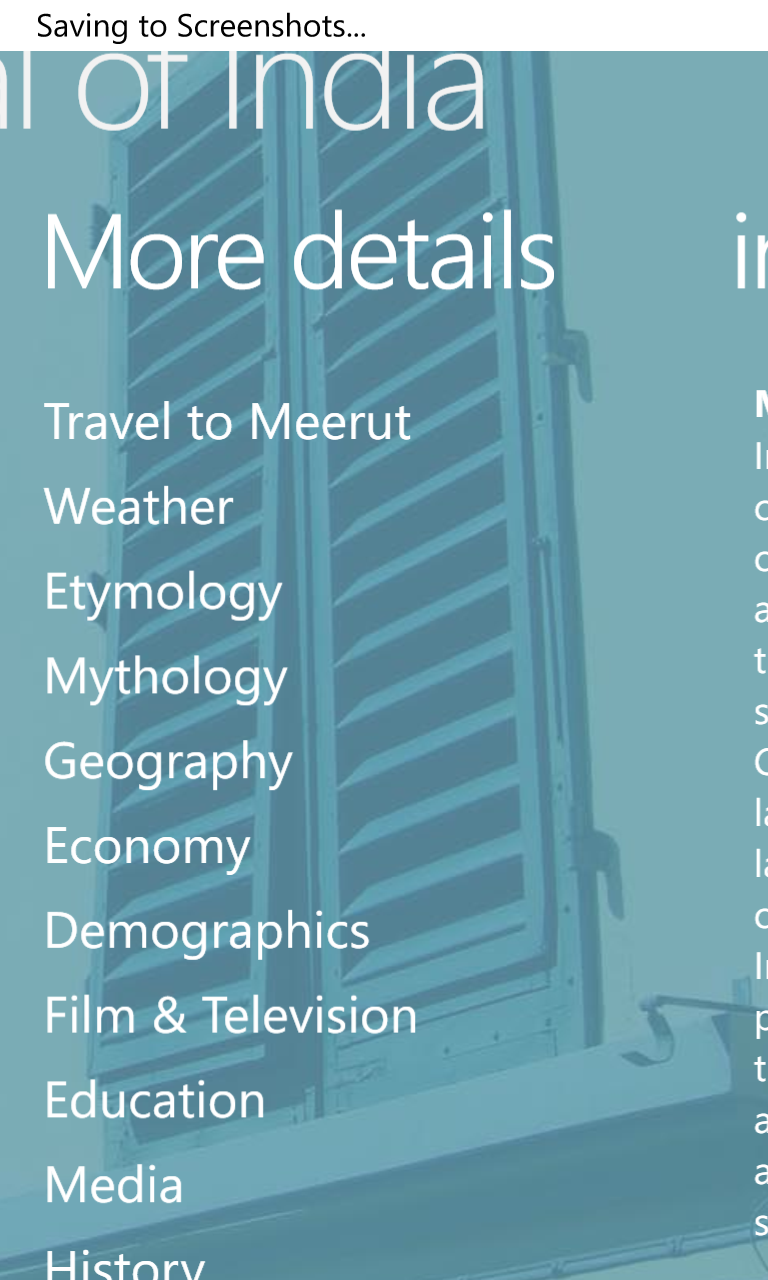 Saving to Screenshots...
of India
More details
Travel to Meerut
Weather
Etymology
Mythology
Geography
Economy
Demographics
Film & Television
Education
Media
History